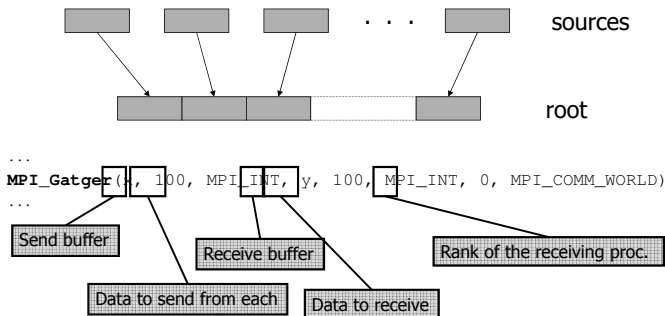 . . .
sources
root
...
MPI_Gatger(x, 100, MPI_INT, y, 100, MPI_INT, 0, MPI_COMM_WORLD)
...
Send buffer
Receive buffer
Rank of the receiving proc.
Data to send from each
Data to receive